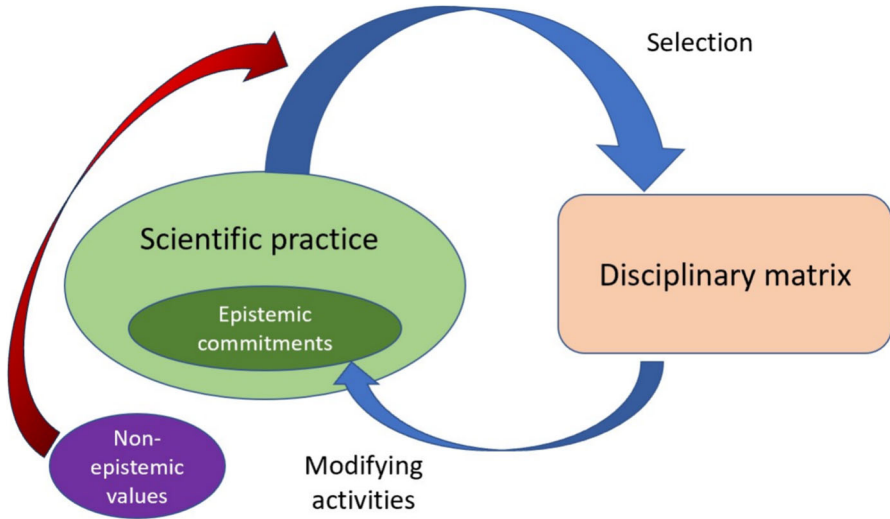 Selection
Scientific practice
Epistemic
commitments
Disciplinary matrix
Non-
epistemic
values
Modifying
activities